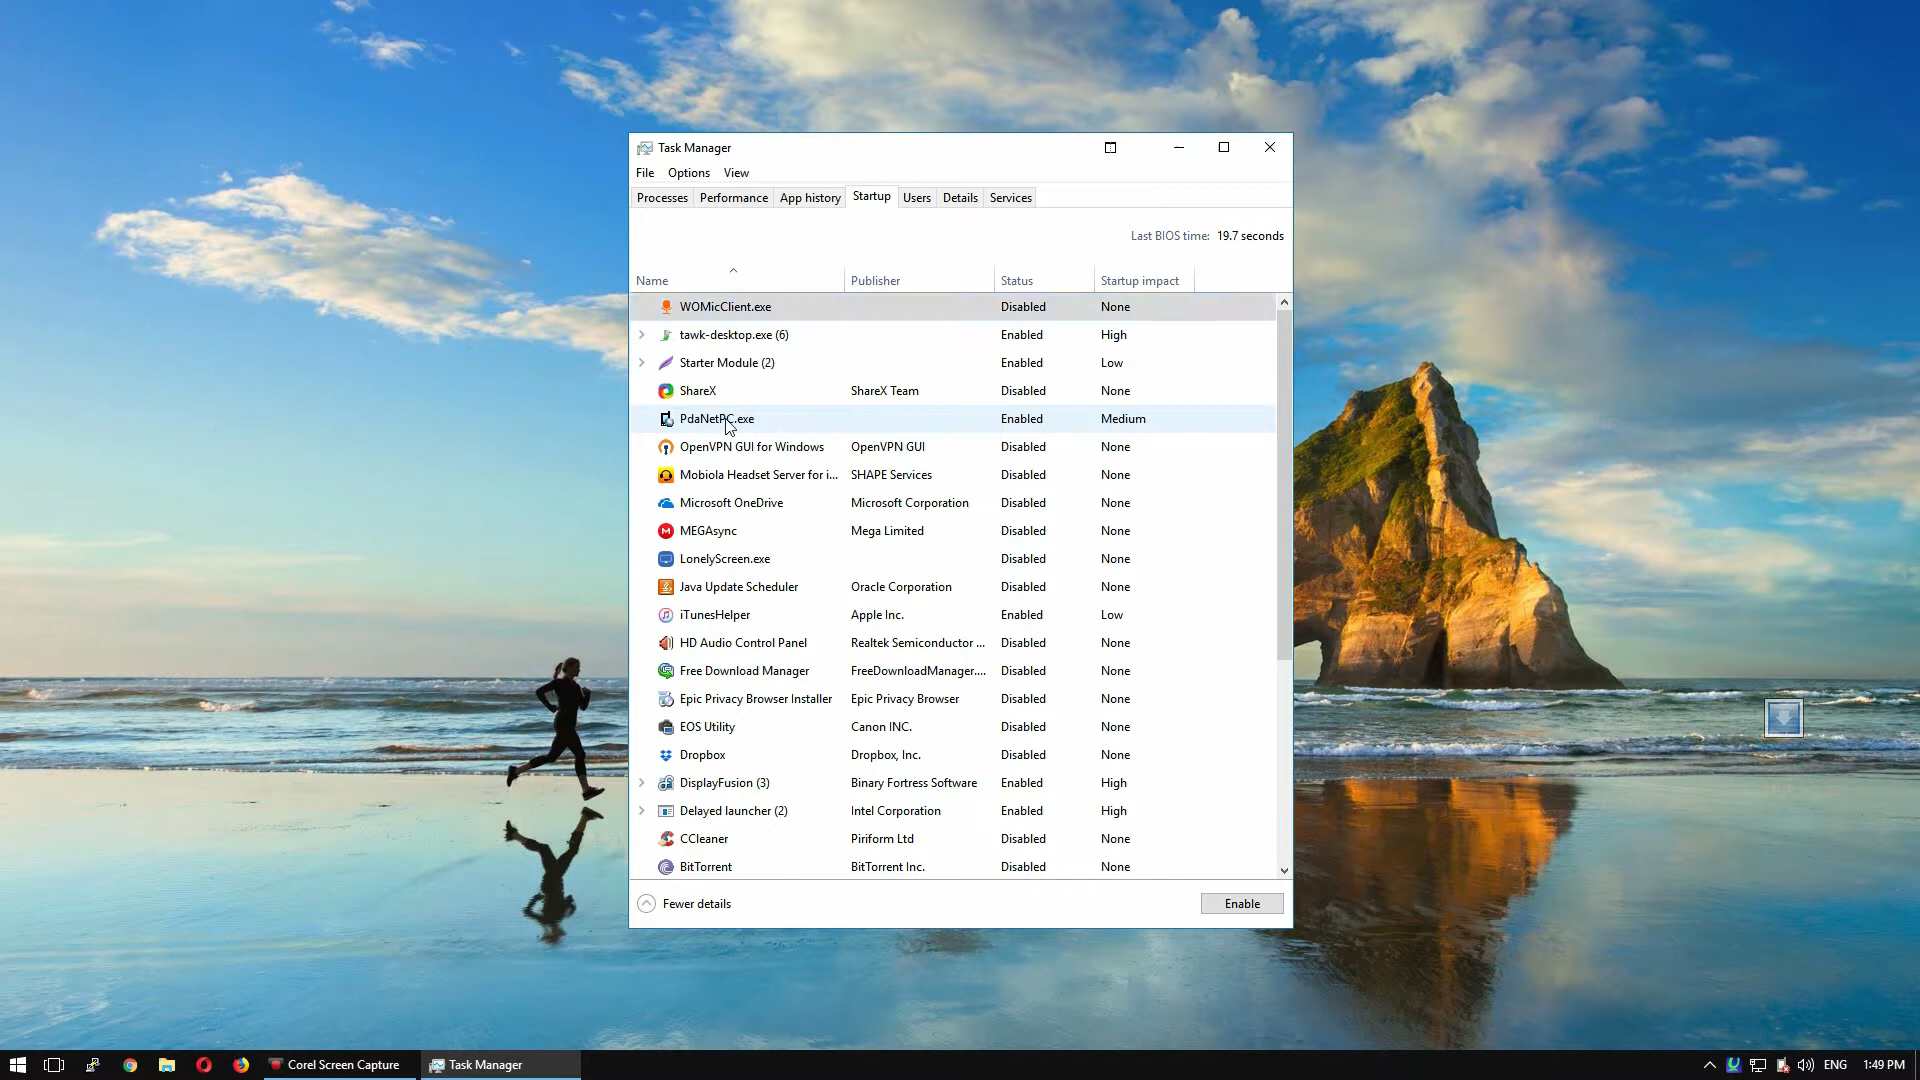 Task Manager
File Options View
Processes Performance App history Startup Users Details Services
Last BIOS time: 19.7 seconds
Name Publisher Status Startup impact
WOMicClient.exe Disabled None
tawk-desktop.exe (6) Enabled High
Starter Module (2) Enabled Low
ShareX ShareX Team Disabled None
PdaNetPC.exe Enabled Medium
OpenVPN GUI for Windows OpenVPN GUI Disabled None
Mobiola Headset Server for i... SHAPE Services Disabled None
Microsoft OneDrive Microsoft Corporation Disabled None
MEGAsync Mega Limited Disabled None
LonelyScreen.exe Disabled None
Java Update Scheduler Oracle Corporation Disabled None
iTunesHelper Apple Inc. Enabled Low
HD Audio Control Panel Realtek Semiconductor ... Disabled None
Free Download Manager FreeDownloadManager.... Disabled None
Epic Privacy Browser Installer Epic Privacy Browser Disabled None
EOS Utility Canon INC. Disabled None
Dropbox Dropbox, Inc. Disabled None
DisplayFusion (3) Binary Fortress Software Enabled High
Delayed launcher (2) Intel Corporation Enabled High
CCleaner Piriform Ltd Disabled None
BitTorrent BitTorrent Inc. Disabled None
Fewer details Enable
Corel Screen Capture Task Manager ENG 1:49 PM